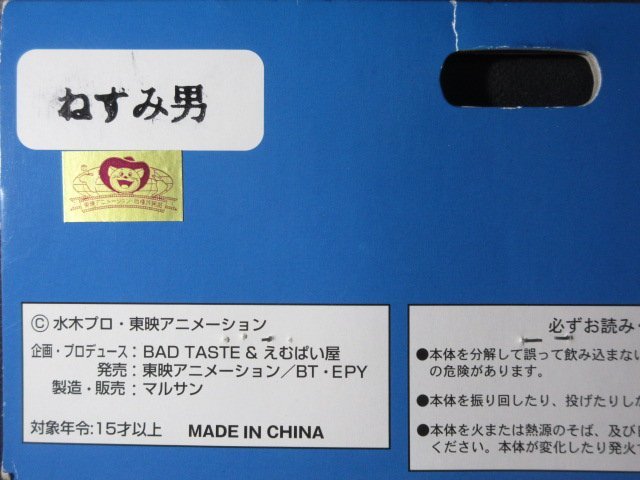 ねずみ男
© 水木プロ・東映アニメーション
企画・プロデュース : BAD TASTE & えむぱい屋
発売 : 東映アニメーション／BT・EPY
製造・販売 : マルサン
対象年令:15才以上 MADE IN CHINA
必ずお読み
●本体を分解して誤って飲み込まない
の危険があります。
●本体を振り回したり、投げたりし
●本体を火または熱源のそば、及び
ください。本体が変化したり発火